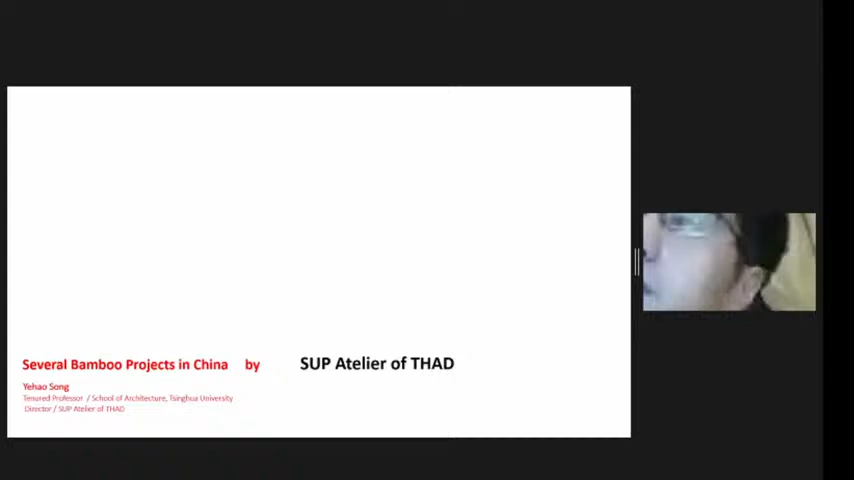 Several Bamboo Projects in China by SUP Atelier of THAD
Yehao Song
Tenured Professor / School of Architecture, Tsinghua University
Director / SUP Atelier of THAD